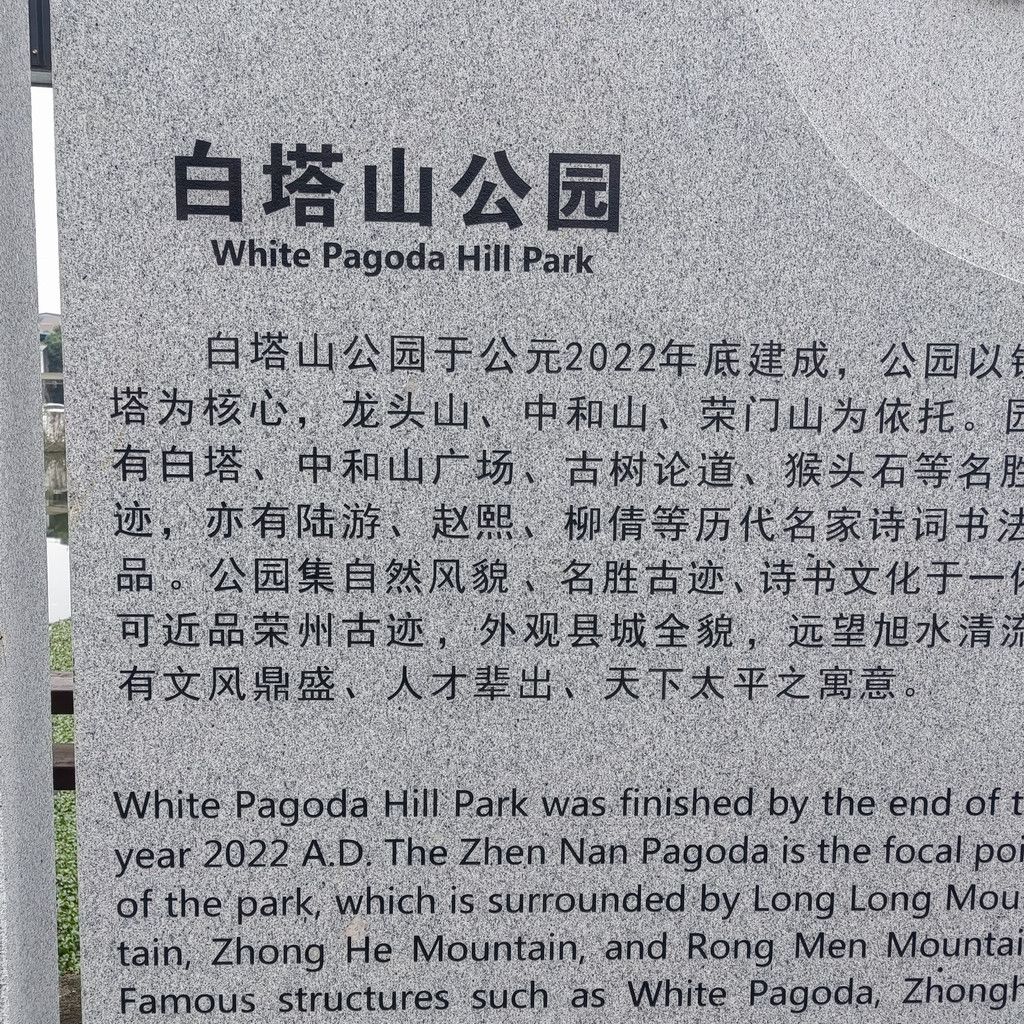 白塔山公园
White Pagoda Hill Park
白塔山公园于公元2022年底建成，公园以镇
塔为核心，龙头山、中和山、荣门山为依托。园
有白塔、中和山广场、古树论道、猴头石等名胜
迹，亦有陆游、赵熙、柳倩等历代名家诗词书法
品。公园集自然风貌、名胜古迹、诗书文化于一体
可近品荣州古迹，外观县城全貌，远望旭水清流
有文风鼎盛、人才辈出、天下太平之寓意。
White Pagoda Hill Park was finished by the end of
year 2022 A.D. The Zhen Nan Pagoda is the focal
of the park, which is surrounded by Long Long Mou
tain, Zhong He Mountain, and Rong Men Mountai
Famous structures such as White Pagoda, Zhongh